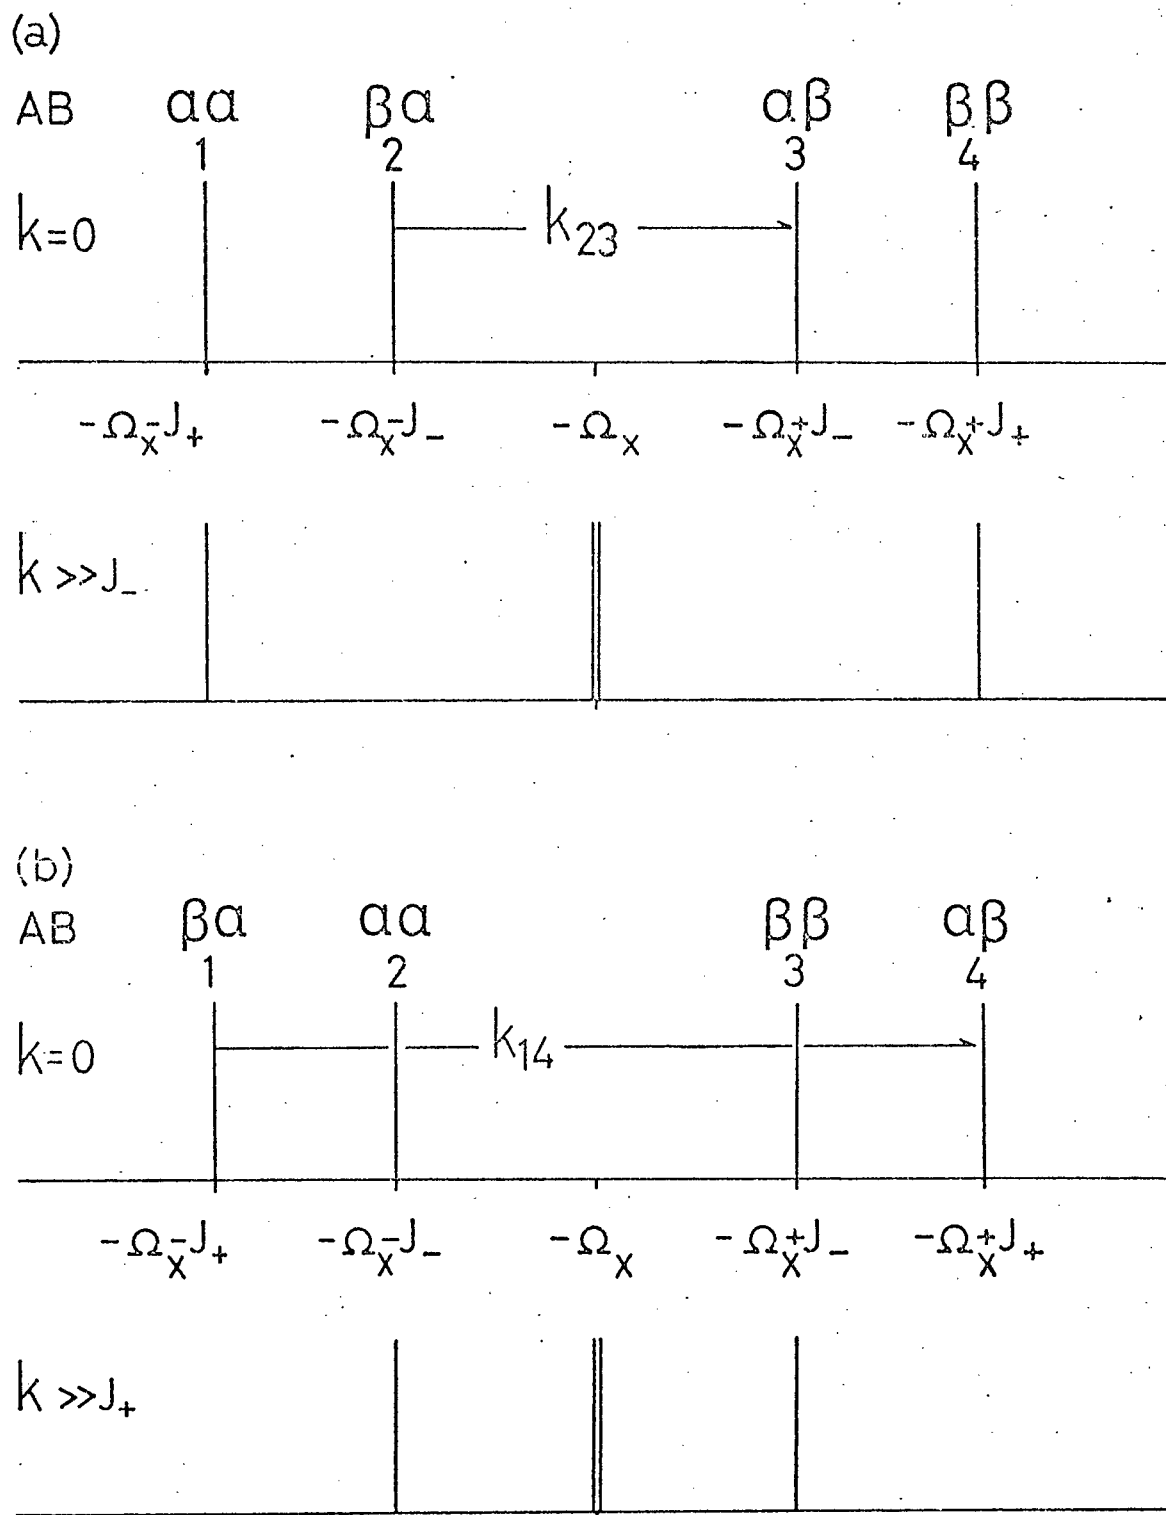 (a)
AB αα βα αβ ββ
1 2 3 4
k=0 k₂₃
-Ωₓ-J₊ -Ωₓ-J₋ -Ωₓ -Ωₓ+J₋ -Ωₓ+J₊
k >>J₋
(b)
AB βα αα ββ αβ
1 2 3 4
k=0 k₁₄
-Ωₓ-J₊ -Ωₓ-J₋ -Ωₓ -Ωₓ+J₋ -Ωₓ+J₊
k >>J₊